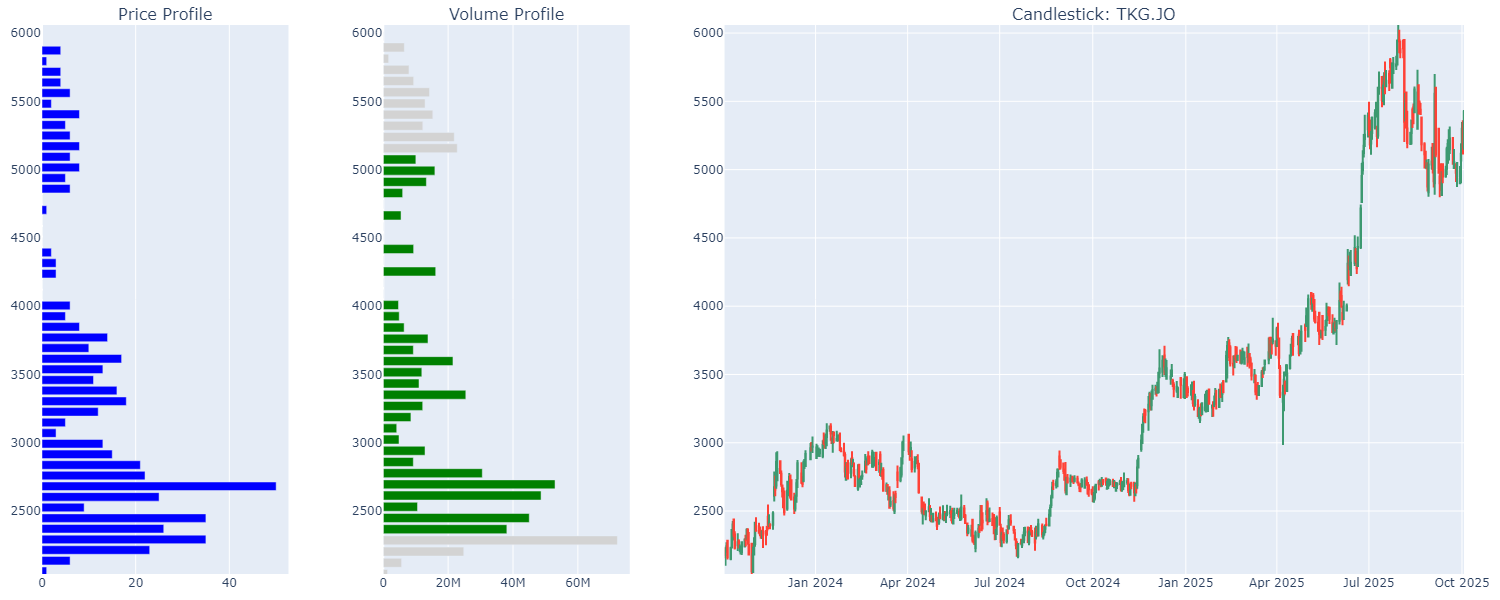 Price Profile
Volume Profile
Candlestick: TKG.JO
6000
5500
5000
4500
4000
3500
3000
2500
0
20
40
6000
5500
5000
4500
4000
3500
3000
2500
0
20M
40M
60M
6000
5500
5000
4500
4000
3500
3000
2500
Jan 2024
Apr 2024
Jul 2024
Oct 2024
Jan 2025
Apr 2025
Jul 2025
Oct 2025